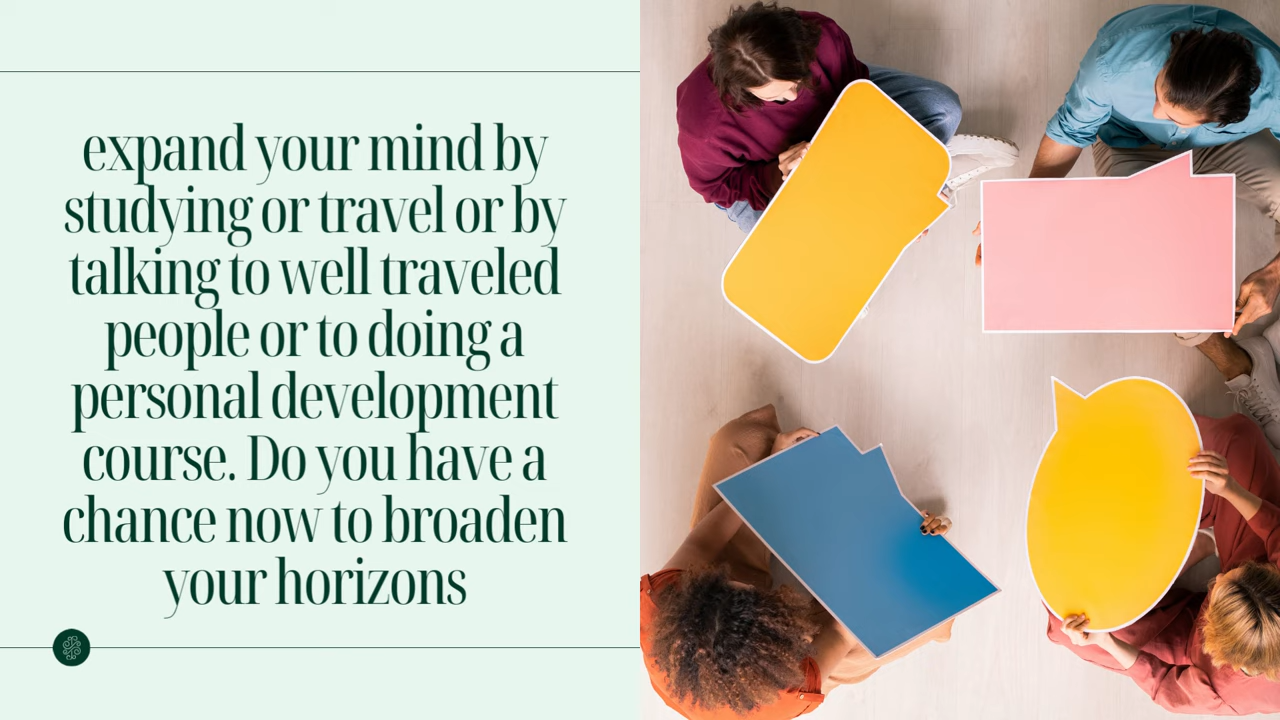 expand your mind by
studying or travel or by
talking to well traveled
people or to doing a
personal development
course. Do you have a
chance now to broaden
your horizons